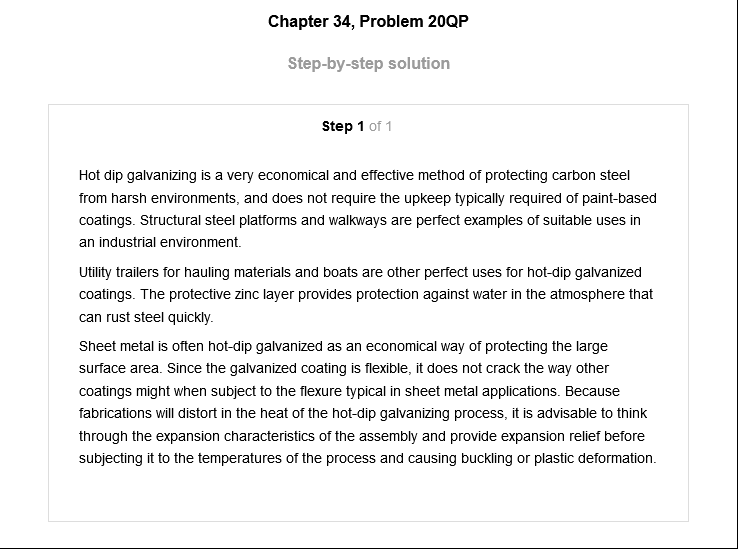 Chapter 34, Problem 20QP
Step-by-step solution
Step 1 of 1
Hot dip galvanizing is a very economical and effective method of protecting carbon steel
from harsh environments, and does not require the upkeep typically required of paint-based
coatings. Structural steel platforms and walkways are perfect examples of suitable uses in
an industrial environment.
Utility trailers for hauling materials and boats are other perfect uses for hot-dip galvanized
coatings. The protective zinc layer provides protection against water in the atmosphere that
can rust steel quickly.
Sheet metal is often hot-dip galvanized as an economical way of protecting the large
surface area. Since the galvanized coating is flexible, it does not crack the way other
coatings might when subject to the flexure typical in sheet metal applications. Because
fabrications will distort in the heat of the hot-dip galvanizing process, it is advisable to think
through the expansion characteristics of the assembly and provide expansion relief before
subjecting it to the temperatures of the process and causing buckling or plastic deformation.